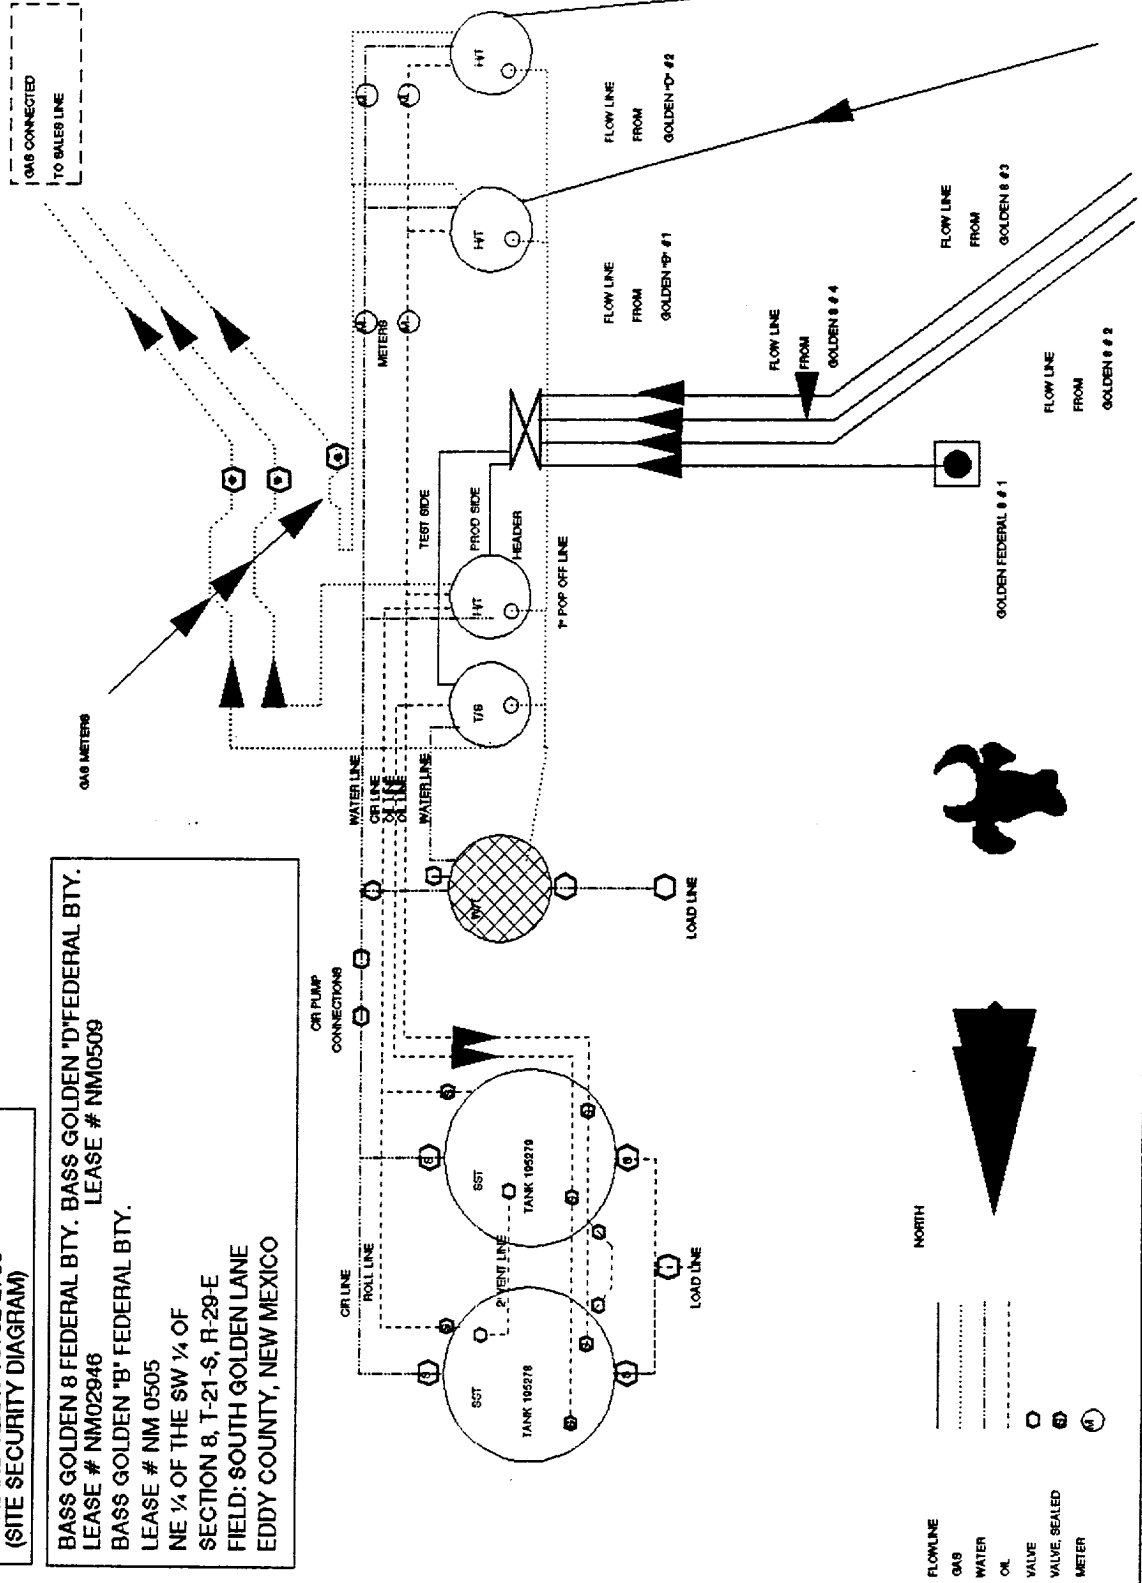 (SITE SECURITY DIAGRAM)
BASS GOLDEN 8 FEDERAL BTY. BASS GOLDEN "D"FEDERAL BTY.
LEASE # NM02946 LEASE # NM0509
BASS GOLDEN "B" FEDERAL BTY.
LEASE # NM 0505
NE ¼ OF THE SW ¼ OF
SECTION 8, T-21-S, R-29-E
FIELD: SOUTH GOLDEN LANE
EDDY COUNTY, NEW MEXICO
GAS CONNECTED
TO SALES LINE
GAS METERS
METERS
CIR PUMP
CONNECTIONS
CIR LINE
ROLL LINE
WATER LINE
CIR LINE
OIL LINE
OIL LINE
WATER LINE
TEST SIDE
PROD SIDE
HEADER
H/T
H/T
H/T
T/S
SST
TANK 195278
SST
TANK 195279
2" VENT LINE
LOAD LINE
LOAD LINE
1" POP OFF LINE
FLOW LINE
FROM
GOLDEN "D" #2
FLOW LINE
FROM
GOLDEN "B" #1
FLOW LINE
FROM
GOLDEN 8 #4
FLOW LINE
FROM
GOLDEN 8 #3
FLOW LINE
FROM
GOLDEN 8 # 2
GOLDEN FEDERAL 8 #1
NORTH
FLOWLINE
GAS
WATER
OIL
VALVE
VALVE, SEALED
METER
M